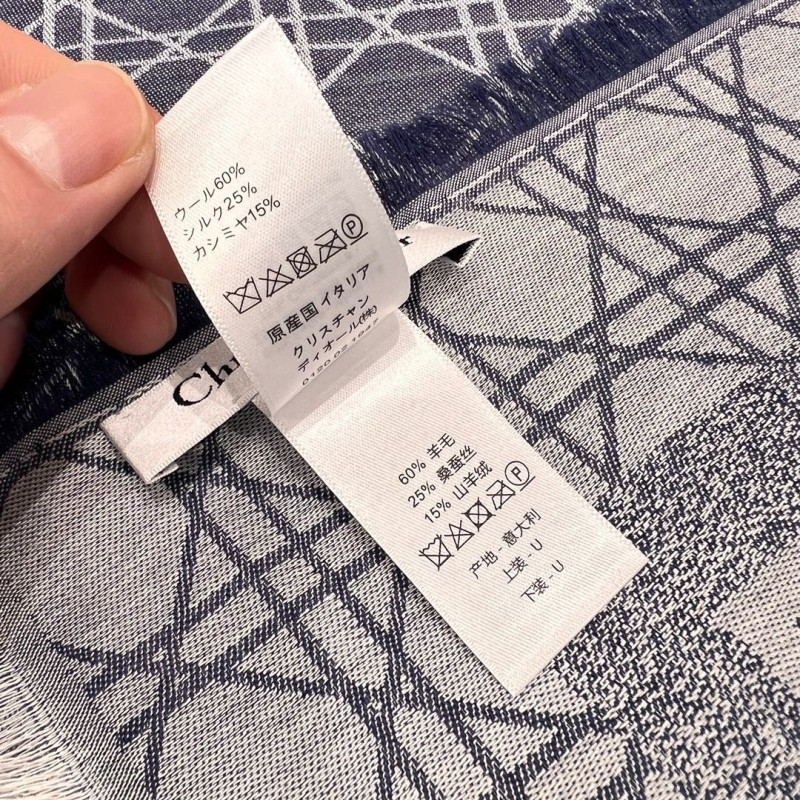 ウール60%
シルク25%
カシミヤ15%
原産国 イタリア
クリスチャン
ディオール(株)
Chr
r
60% 羊毛
25% 桑蚕丝
15% 山羊绒
产地 - 意大利
上装 - U
下装 - U